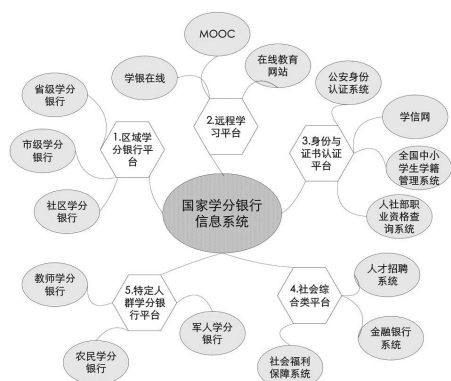 MOOC
学银在线
在线教育
网站
2.远程学
习平台
省级学分
银行
市级学分
银行
社区学分
银行
1.区域学
分银行平
台
公安身份
认证系统
学信网
全国中小
学生学籍
管理系统
人社部职
业资格查
询系统
3.身份与
证书认证
平台
国家学分银行
信息系统
教师学分
银行
农民学分
银行
军人学分
银行
5.特定人
群学分银
行平台
4.社会综
合类平台
人才招聘
系统
金融银行
系统
社会福利
保障系统